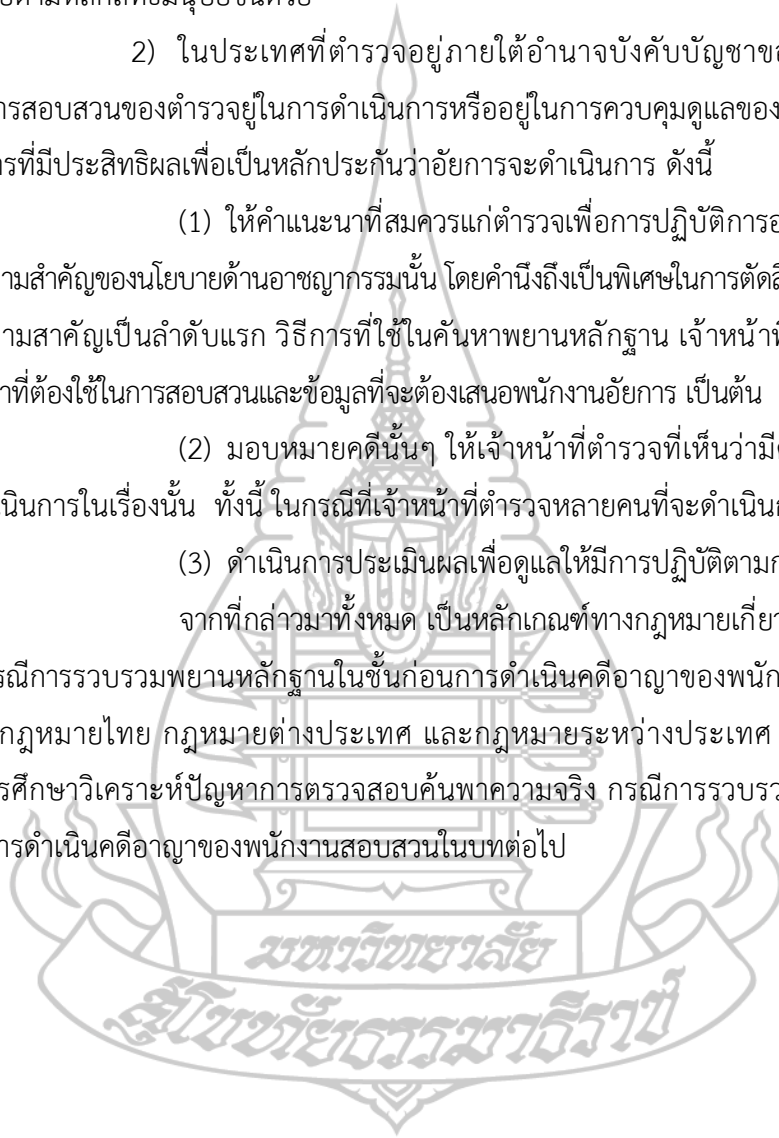 2) ในประเทศที่ตำรวจอยู่ภายใต้อำนาจบังคับบัญชาขอ
ารสอบสวนของตำรวจยู่ในการดำเนินการหรืออยู่ในการควบคุมดูแลของ
การที่มีประสิทธิผลเพื่อเป็นหลักประกันว่าอัยการจะดำเนินการ ดังนี้
(1) ให้คำแนะนาที่สมควรแก่ตำรวจเพื่อการปฏิบัติการอ
ามสำคัญของนโยบายด้านอาชญากรรมนั้น โดยคำนึงถึงเป็นพิเศษในการตัดสิ
ามสาคัญเป็นลำดับแรก วิธีการที่ใช้ในค้นหาพยานหลักฐาน เจ้าหน้าที่
าที่ต้องใช้ในการสอบสวนและข้อมูลที่จะต้องเสนอพนักงานอัยการ เป็นต้น
(2) มอบหมายคดีนั้นๆ ให้เจ้าหน้าที่ตำรวจที่เห็นว่ามีค
เนินการในเรื่องนั้น ทั้งนี้ ในกรณีที่เจ้าหน้าที่ตำรวจหลายคนที่จะดำเนินก
(3) ดำเนินการประเมินผลเพื่อดูแลให้มีการปฏิบัติตามก
จากที่กล่าวมาทั้งหมด เป็นหลักเกณฑ์ทางกฎหมายเกี่ยว
รณีการรวบรวมพยานหลักฐานในชั้นก่อนการดำเนินคดีอาญาของพนัก
กฎหมายไทย กฎหมายต่างประเทศ และกฎหมายระหว่างประเทศ
ารศึกษาวิเคราะห์ปัญหาการตรวจสอบค้นพาความจริง กรณีการรวบรว
การดำเนินคดีอาญาของพนักงานสอบสวนในบทต่อไป
มหาวิทยาลัย
สุโขทัยธรรมาธิราช